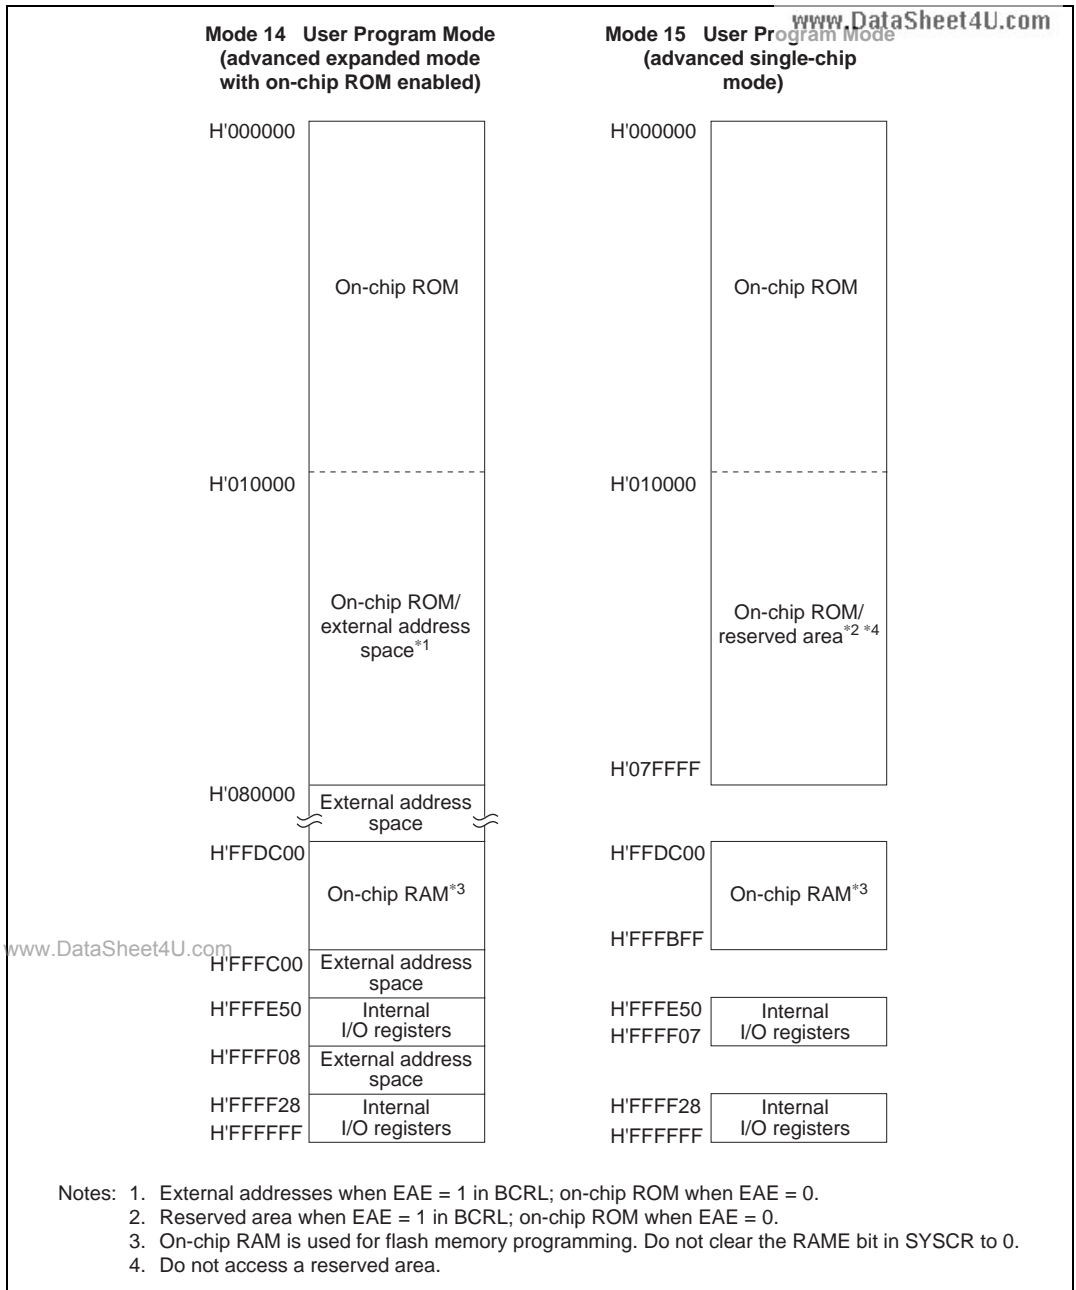 www.DataSheet4U.com
Mode 14 User Program Mode
(advanced expanded mode
with on-chip ROM enabled)
Mode 15 User Program Mode
(advanced single-chip
mode)
H'000000
On-chip ROM
H'010000
On-chip ROM/
external address
space*1
H'080000
External address
space
H'FFDC00
On-chip RAM*3
H'FFFC00
External address
space
H'FFFE50
Internal
I/O registers
H'FFFF08
External address
space
H'FFFF28
Internal
I/O registers
H'FFFFFF
H'000000
On-chip ROM
H'010000
On-chip ROM/
reserved area*2 *4
H'07FFFF
H'FFDC00
On-chip RAM*3
H'FFFBFF
H'FFFE50
Internal
I/O registers
H'FFFF07
H'FFFF28
Internal
I/O registers
H'FFFFFF
www.DataSheet4U.com
Notes: 1. External addresses when EAE = 1 in BCRL; on-chip ROM when EAE = 0.
2. Reserved area when EAE = 1 in BCRL; on-chip ROM when EAE = 0.
3. On-chip RAM is used for flash memory programming. Do not clear the RAME bit in SYSCR to 0.
4. Do not access a reserved area.